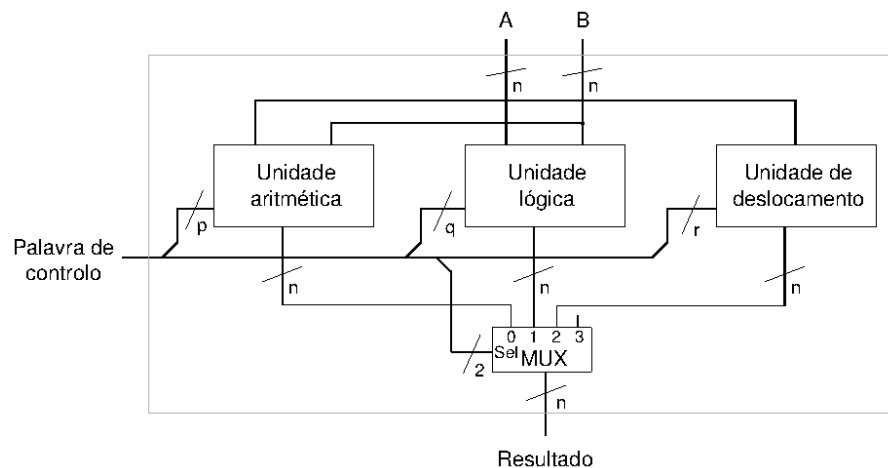 A
B
n
n
Unidade
aritmética
Unidade
lógica
Unidade de
deslocamento
p
q
r
Palavra de
controlo
n
n
n
0 1 2 3
Sel
MUX
2
n
Resultado